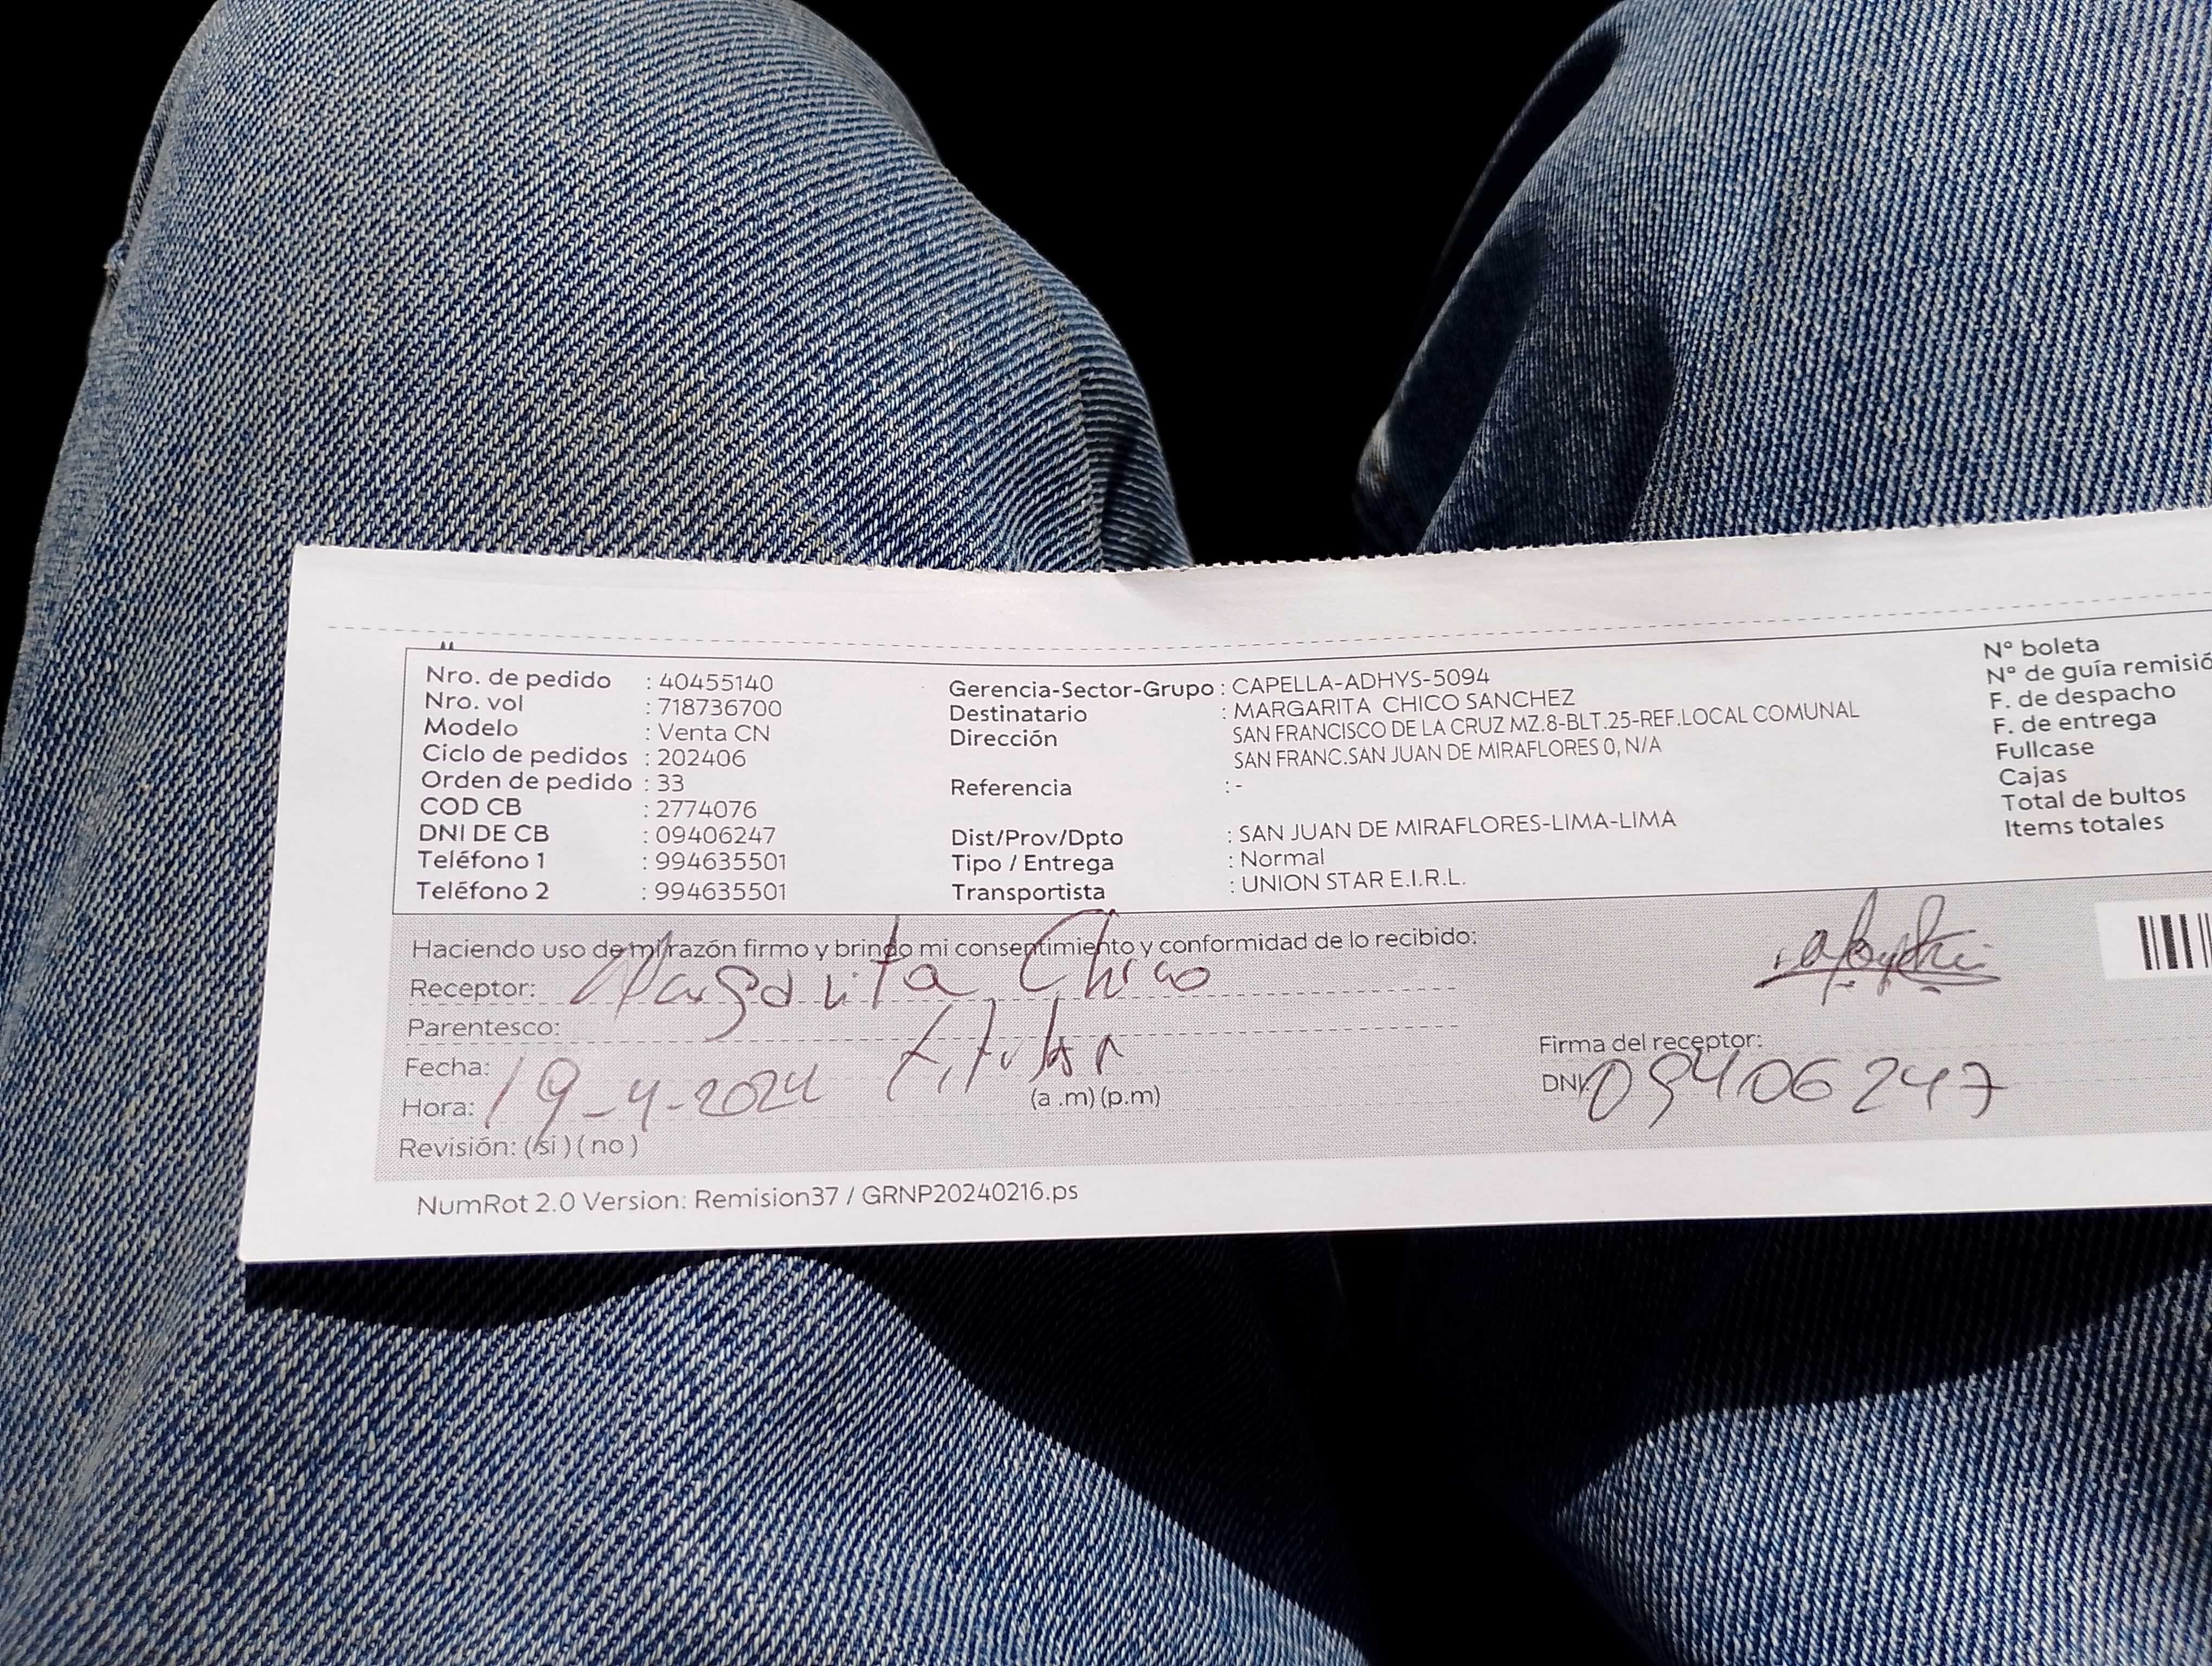 Nro. de pedido : 40455140
Nro. vol : 718736700
Modelo : Venta CN
Ciclo de pedidos : 202406
Orden de pedido : 33
COD CB : 2774076
DNI DE CB : 09406247
Teléfono 1 : 994635501
Teléfono 2 : 994635501
Gerencia-Sector-Grupo : CAPELLA-ADHYS-5094
Destinatario : MARGARITA CHICO SANCHEZ
Dirección SAN FRANCISCO DE LA CRUZ MZ.8-BLT.25-REF.LOCAL COMUNAL
SAN FRANC.SAN JUAN DE MIRAFLORES 0, N/A
Referencia : -
Dist/Prov/Dpto : SAN JUAN DE MIRAFLORES-LIMA-LIMA
Tipo / Entrega : Normal
Transportista : UNION STAR E.I.R.L.
N° boleta
N° de guía remisió
F. de despacho
F. de entrega
Fullcase
Cajas
Total de bultos
Items totales
Haciendo uso de mi razón firmo y brindo mi consentimiento y conformidad de lo recibido:
Receptor: Margarita Chico
Parentesco: Titular
Fecha: 19-4-2024
Hora: (a .m) (p.m)
Revisión: (si ) ( no )
Firma del receptor:
DNI: 09406247
NumRot 2.0 Version: Remision37 / GRNP20240216.ps